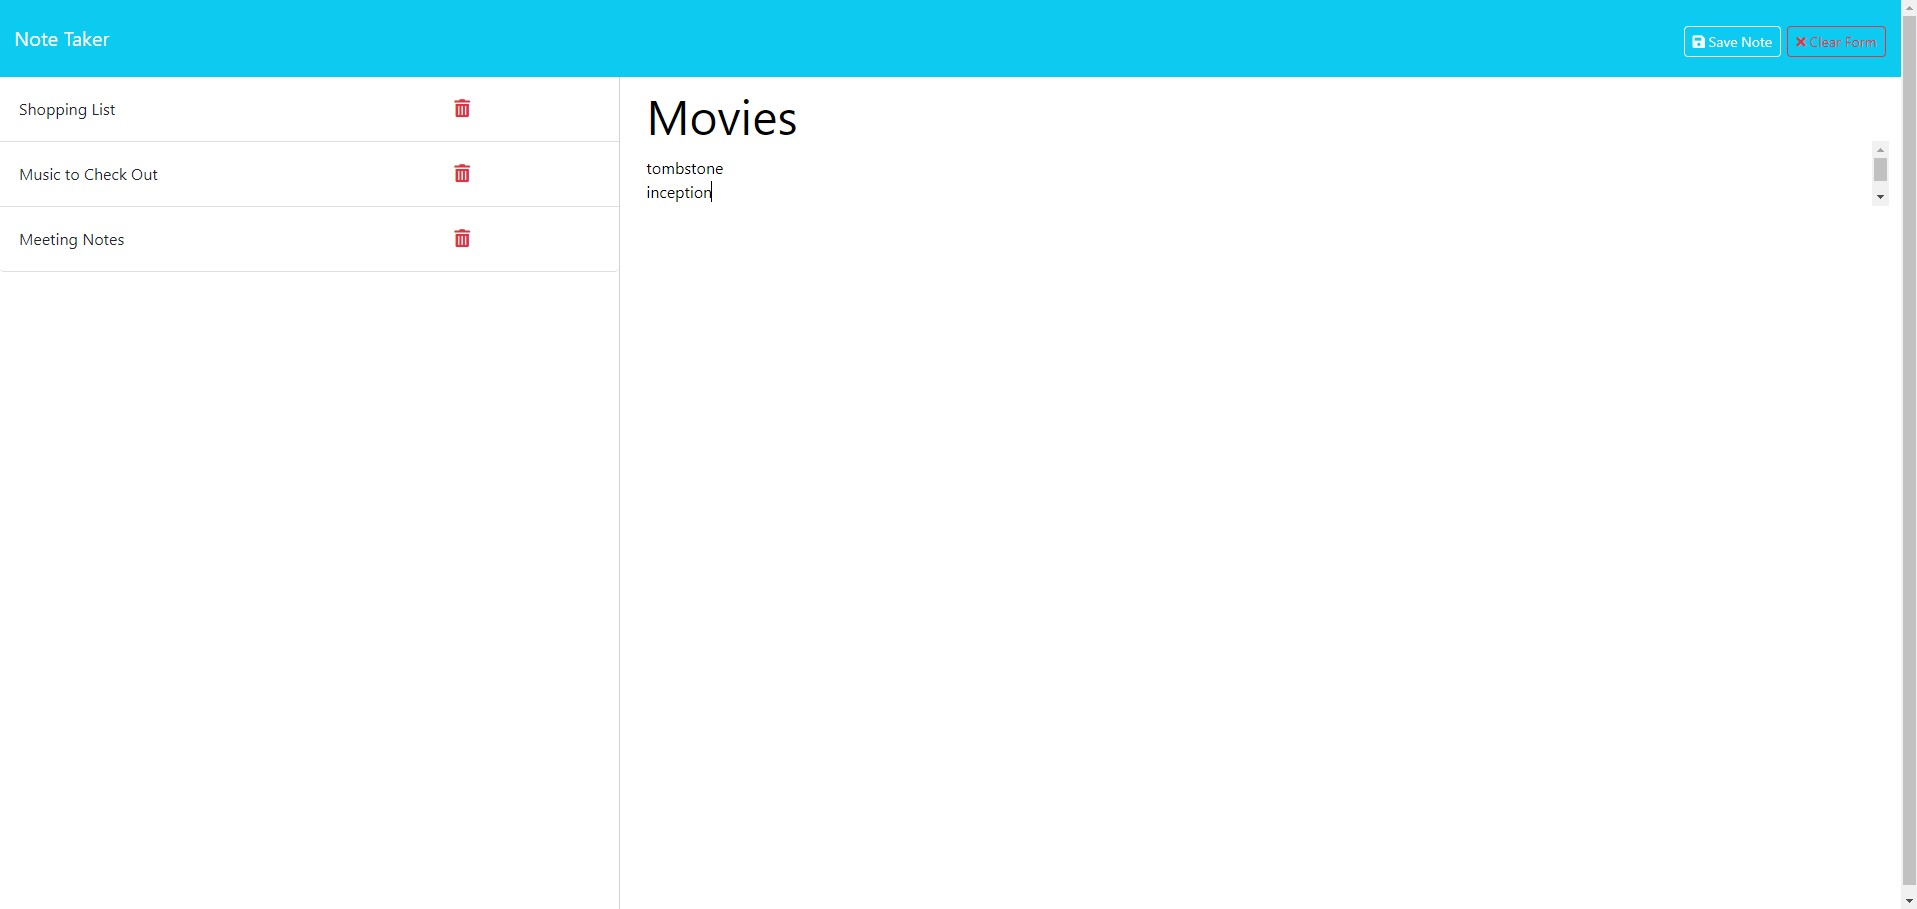 Note Taker
Save Note
Clear Form
Shopping List
Music to Check Out
Meeting Notes
Movies
tombstone
inception